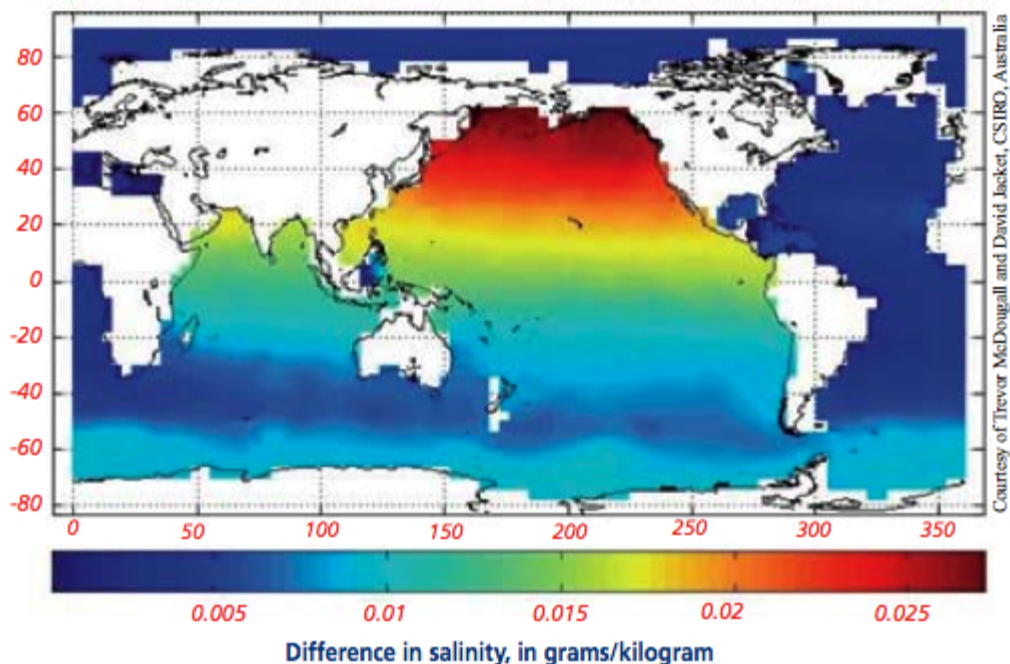 80
60
40
20
0
-20
-40
-60
-80
0 50 100 150 200 250 300 350
Courtesy of Trevor McDougall and David Jacket, CSIRO, Australia
0.005 0.01 0.015 0.02 0.025
Difference in salinity, in grams/kilogram